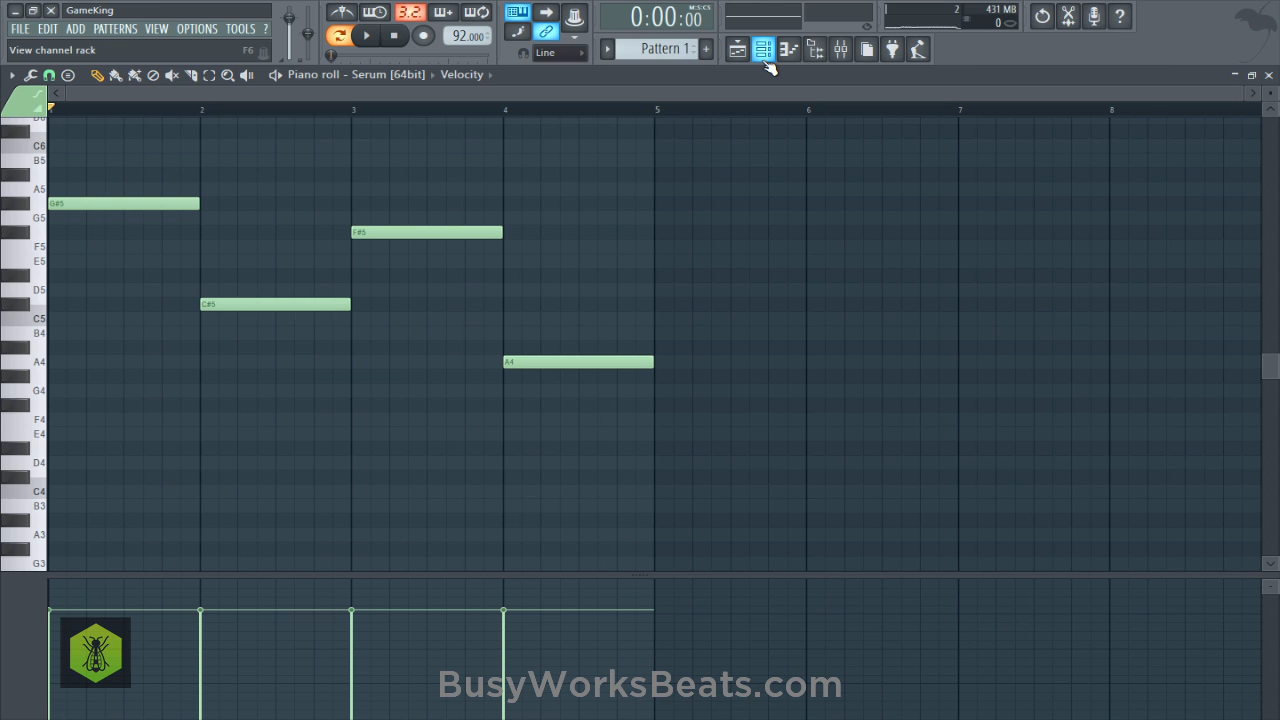 GameKing
FILE EDIT ADD PATTERNS VIEW OPTIONS TOOLS ?
View channel rack F6
3.2
92.000
Line
0:00:00
M:S:CS
Pattern 1
2
431 MB
0
?
Piano roll - Serum [64bit] Velocity
2 3 4 5 6 7 8
D6
C6
B5
A5
G5
F5
E5
D5
C5
B4
A4
G4
F4
E4
D4
C4
B3
A3
G3
G#5
C#5
F#5
A4
BusyWorksBeats.com